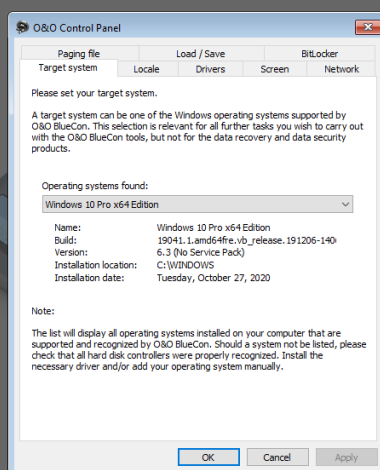 O&O Control Panel
Paging file
Load / Save
BitLocker
Target system
Locale
Drivers
Screen
Network
Please set your target system.
A target system can be one of the Windows operating systems supported by
O&O BlueCon. This selection is relevant for all further tasks you wish to carry out
with the O&O BlueCon tools, but not for the data recovery and data security
products.
Operating systems found:
Windows 10 Pro x64 Edition
Name: Windows 10 Pro x64 Edition
Build: 19041.1.amd64fre.vb_release.191206-140
Version: 6.3 (No Service Pack)
Installation location: C:\WINDOWS
Installation date: Tuesday, October 27, 2020
Note:
The list will display all operating systems installed on your computer that are
supported and recognized by O&O BlueCon. Should a system not be listed, please
check that all hard disk controllers were properly recognized. Install the
necessary driver and/or add your operating system manually.
OK
Cancel
Apply